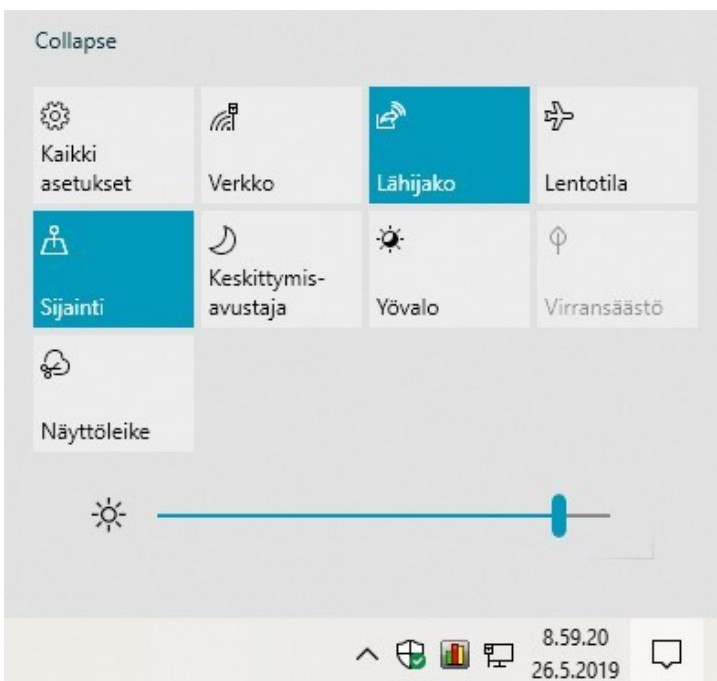 Collapse
Kaikki
asetukset
Verkko
Lähijako
Lentotila
Sijainti
Keskittymis-
avustaja
Yövalo
Virransäästö
Näyttöleike
8.59.20
26.5.2019